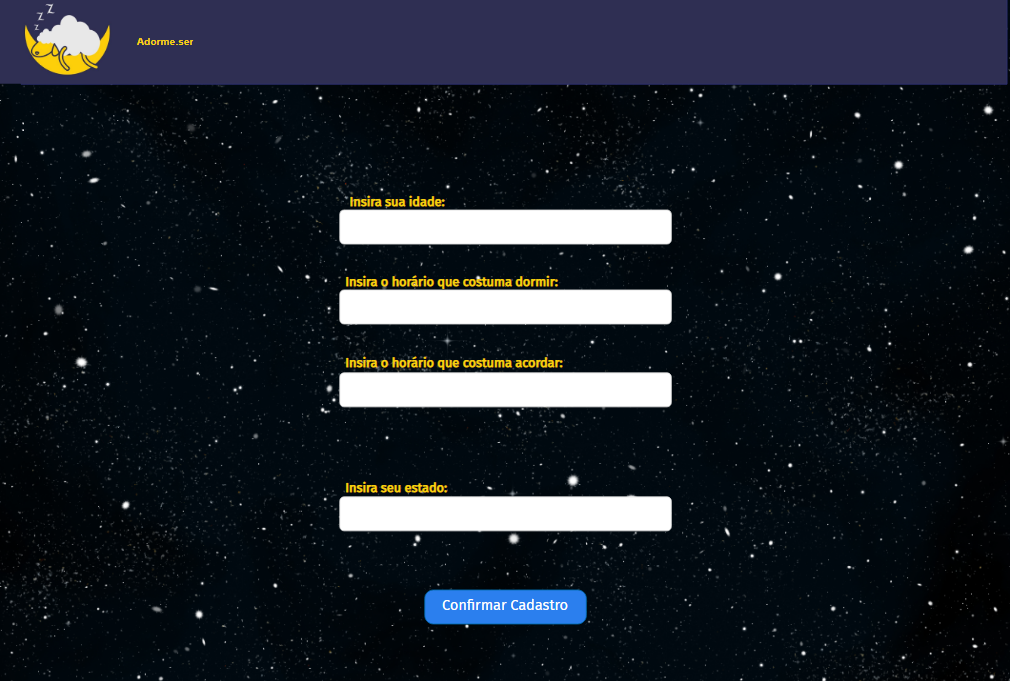 z
z
z
z
Adorme.ser
Insira sua idade:
Insira o horário que costuma dormir:
Insira o horário que costuma acordar:
Insira seu estado:
Confirmar Cadastro